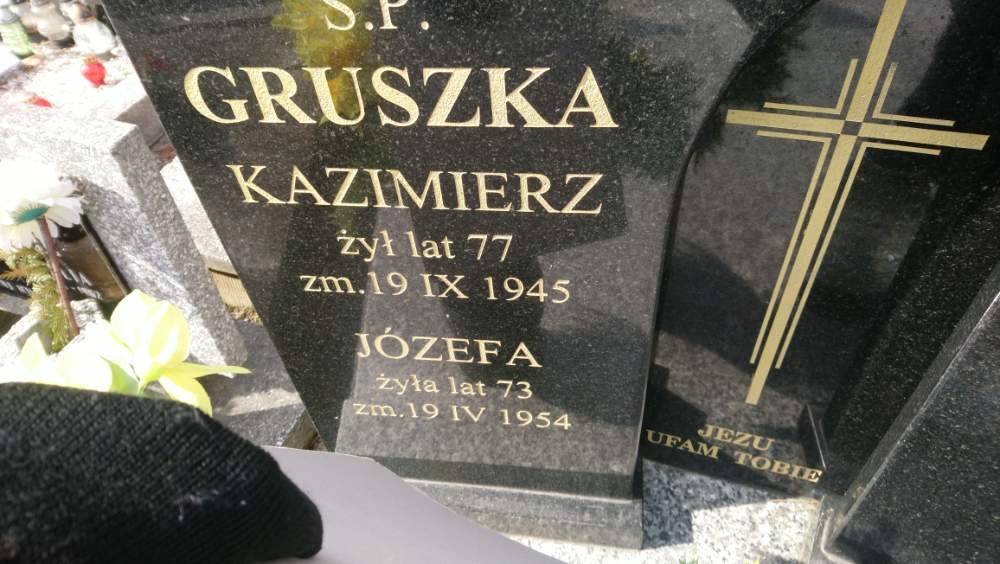 Ś.P.
GRUSZKA
KAZIMIERZ
żył lat 77
zm.19 IX 1945
JÓZEFA
żyła lat 73
zm.19 IV 1954
JEZU
UFAM TOBIE